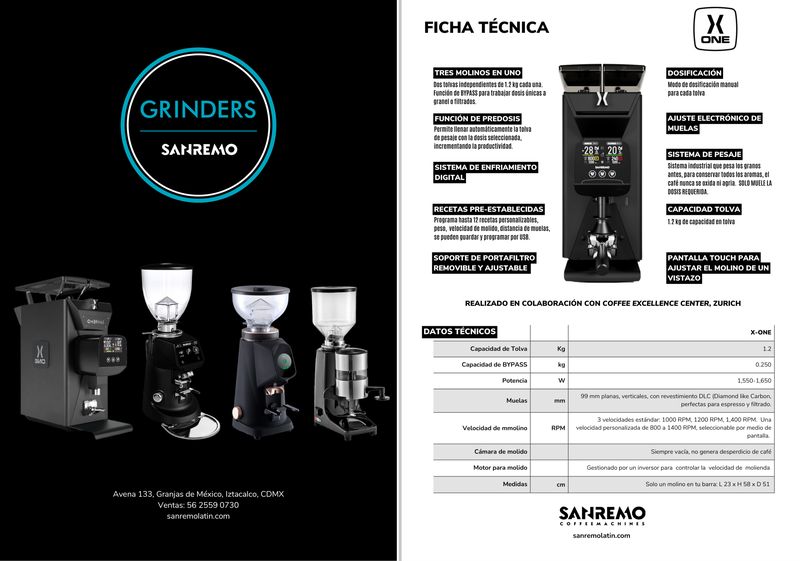 GRINDERS
SANREMO
X
ONE
Avena 133, Granjas de México, Iztacalco, CDMX
Ventas: 56 2559 0730
sanremolatin.com
FICHA TÉCNICA
X
ONE
TRES MOLINOS EN UNO
Dos tolvas independientes de 1.2 kg cada una.
Función de BYPASS para trabajar dosis únicas a
granel o filtrados.
FUNCIÓN DE PREDOSIS
Permite llenar automáticamente la tolva
de pesaje con la dosis seleccionada,
incrementando la productividad.
SISTEMA DE ENFRIAMIENTO
DIGITAL
RECETAS PRE-ESTABLECIDAS
Programa hasta 12 recetas personalizables,
peso, velocidad de molido, distancia de muelas,
se pueden guardar y programar por USB.
SOPORTE DE PORTAFILTRO
REMOVIBLE Y AJUSTABLE
DOSIFICACIÓN
Modo de dosificación manual
para cada tolva
AJUSTE ELECTRÓNICO DE
MUELAS
SISTEMA DE PESAJE
Sistema industrial que pesa los granos
antes, para conservar todos los aromas, el
café nunca se oxida ni agria. SOLO MUELE LA
DOSIS REQUERIDA.
CAPACIDAD TOLVA
1.2 kg de capacidad en tolva
PANTALLA TOUCH PARA
AJUSTAR EL MOLINO DE UN
VISTAZO
REALIZADO EN COLABORACIÓN CON COFFEE EXCELLENCE CENTER, ZURICH
DATOS TÉCNICOS X-ONE
Capacidad de Tolva Kg 1.2
Capacidad de BYPASS kg 0.250
Potencia W 1,550-1,650
Muelas mm 99 mm planas, verticales, con revestimiento DLC (Diamond like Carbon,
perfectas para espresso y filtrado.
Velocidad de mmolino RPM 3 velocidades estándar: 1000 RPM, 1200 RPM, 1,400 RPM. Una
velocidad personalizada de 800 a 1400 RPM, seleccionable por medio de
pantalla.
Cámara de molido Siempre vacía, no genera desperdicio de café
Motor para molido Gestionado por un inversor para controlar la velocidad de molienda
Medidas cm Solo un molino en tu barra: L 23 x H 58 x D 51
SANREMO
COFFEEMACHINES
sanremolatin.com